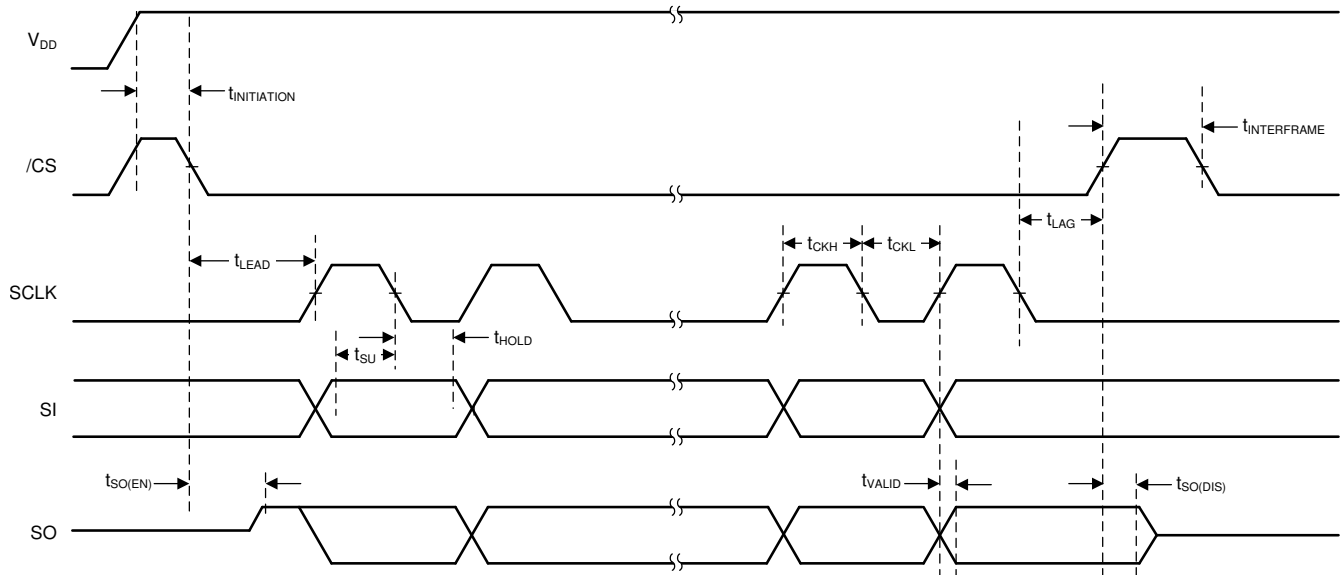 VDD
tINITIATION
tINTERFRAME
/CS
tLAG
tCKH
tCKL
tLEAD
SCLK
tHOLD
tSU
SI
tSO(EN)
tVALID
tSO(DIS)
SO